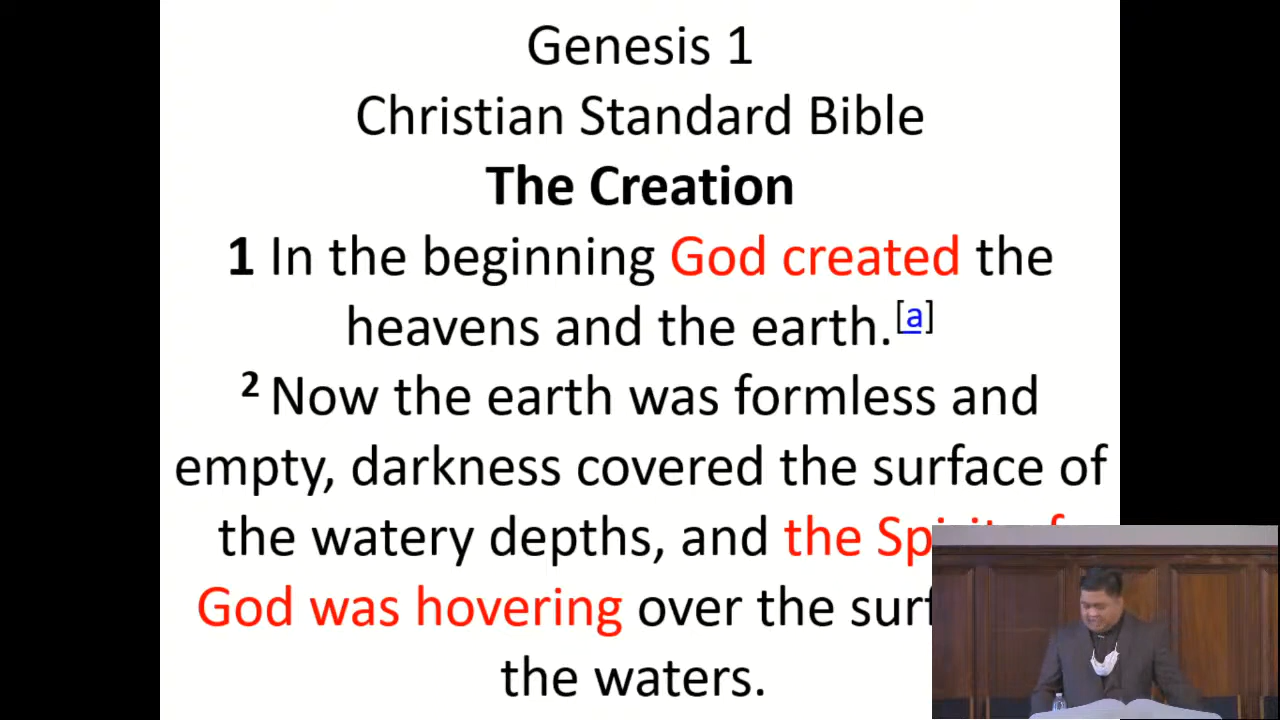 Genesis 1
Christian Standard Bible
The Creation
1 In the beginning God created the
heavens and the earth.[a]
2 Now the earth was formless and
empty, darkness covered the surface of
the watery depths, and the
God was hovering over the
the waters.